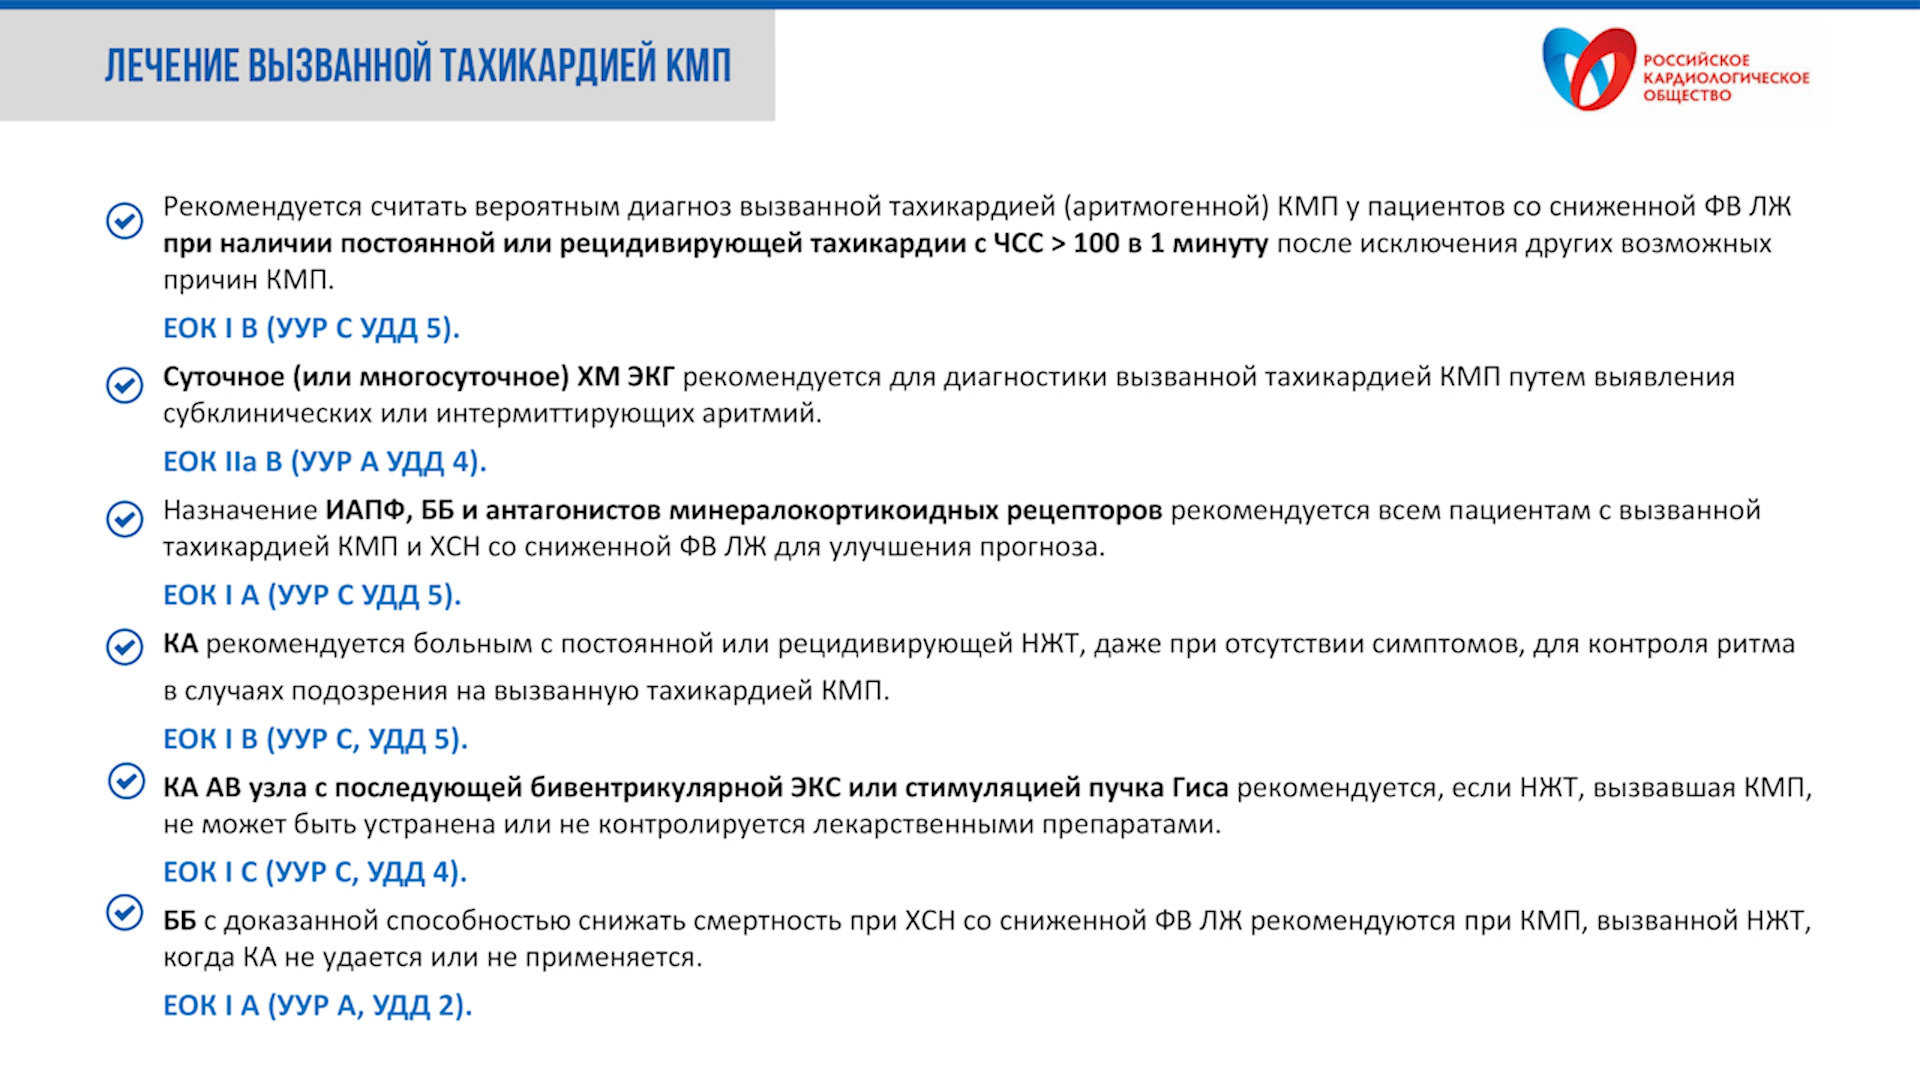 ЛЕЧЕНИЕ ВЫЗВАННОЙ ТАХИКАРДИЕЙ КМП
РОССИЙСКОЕ
КАРДИОЛОГИЧЕСКОЕ
ОБЩЕСТВО
Рекомендуется считать вероятным диагноз вызванной тахикардией (аритмогенной) КМП у пациентов со сниженной ФВ ЛЖ
при наличии постоянной или рецидивирующей тахикардии с ЧСС > 100 в 1 минуту после исключения других возможных
причин КМП.
ЕОК I B (УУР С УДД 5).
Суточное (или многосуточное) ХМ ЭКГ рекомендуется для диагностики вызванной тахикардией КМП путем выявления
субклинических или интермиттирующих аритмий.
ЕОК IIa B (УУР А УДД 4).
Назначение ИАПФ, ББ и антагонистов минералокортикоидных рецепторов рекомендуется всем пациентам с вызванной
тахикардией КМП и ХСН со сниженной ФВ ЛЖ для улучшения прогноза.
ЕОК I A (УУР С УДД 5).
КА рекомендуется больным с постоянной или рецидивирующей НЖТ, даже при отсутствии симптомов, для контроля ритма
в случаях подозрения на вызванную тахикардией КМП.
ЕОК I B (УУР С, УДД 5).
КА АВ узла с последующей бивентрикулярной ЭКС или стимуляцией пучка Гиса рекомендуется, если НЖТ, вызвавшая КМП,
не может быть устранена или не контролируется лекарственными препаратами.
ЕОК I C (УУР С, УДД 4).
ББ с доказанной способностью снижать смертность при ХСН со сниженной ФВ ЛЖ рекомендуются при КМП, вызванной НЖТ,
когда КА не удается или не применяется.
ЕОК I A (УУР А, УДД 2).